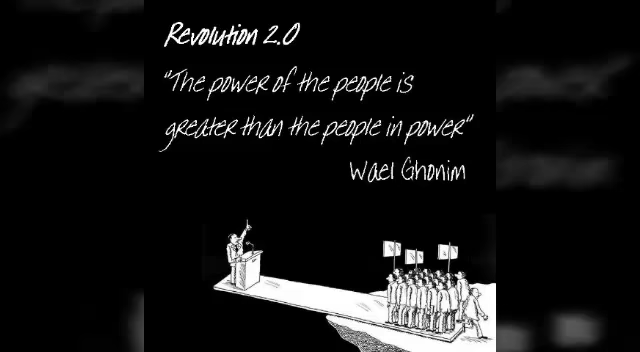 Revolution 2.0
"The power of the people is
greater than the people in power"
Wael Ghonim